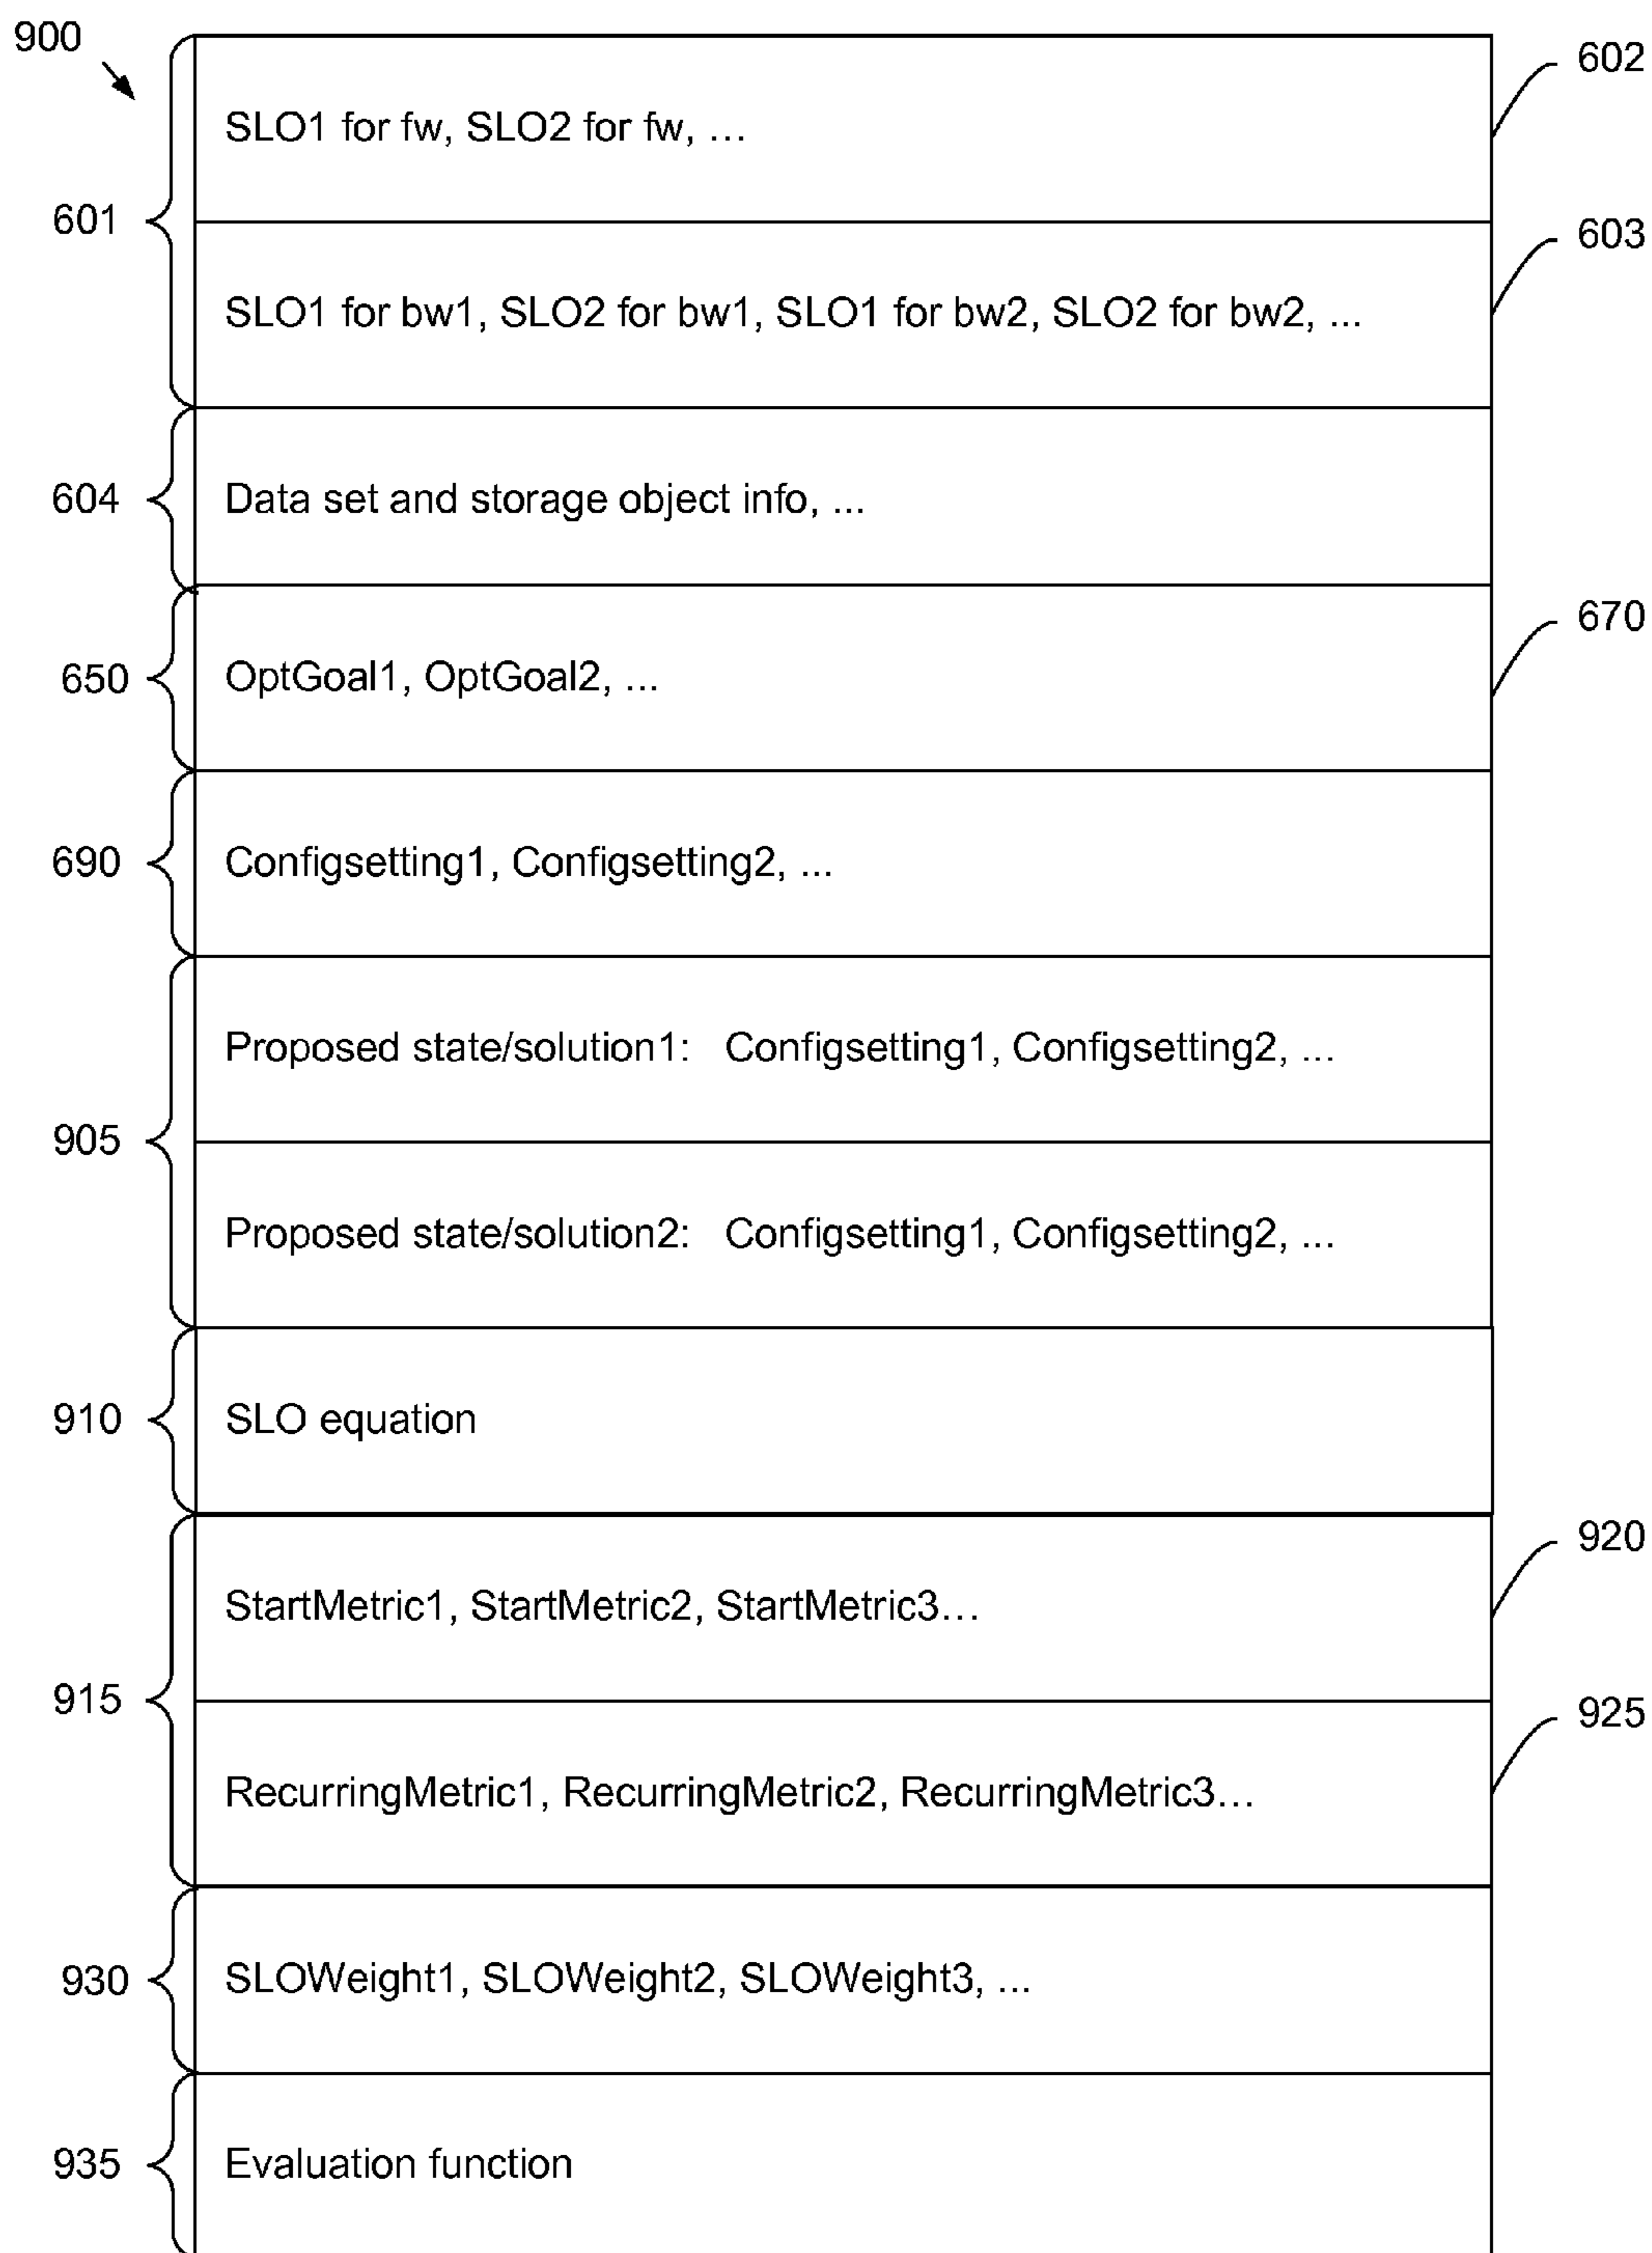 900
602
SLO1 for fw, SLO2 for fw, ...
601
603
SLO1 for bw1, SLO2 for bw1, SLO1 for bw2, SLO2 for bw2, ...
604
Data set and storage object info, ...
670
650
OptGoal1, OptGoal2, ...
690
Configsetting1, Configsetting2, ...
Proposed state/solution1: Configsetting1, Configsetting2, ...
905
Proposed state/solution2: Configsetting1, Configsetting2, ...
910
SLO equation
920
StartMetric1, StartMetric2, StartMetric3...
915
925
RecurringMetric1, RecurringMetric2, RecurringMetric3...
930
SLOWeight1, SLOWeight2, SLOWeight3, ...
935
Evaluation function